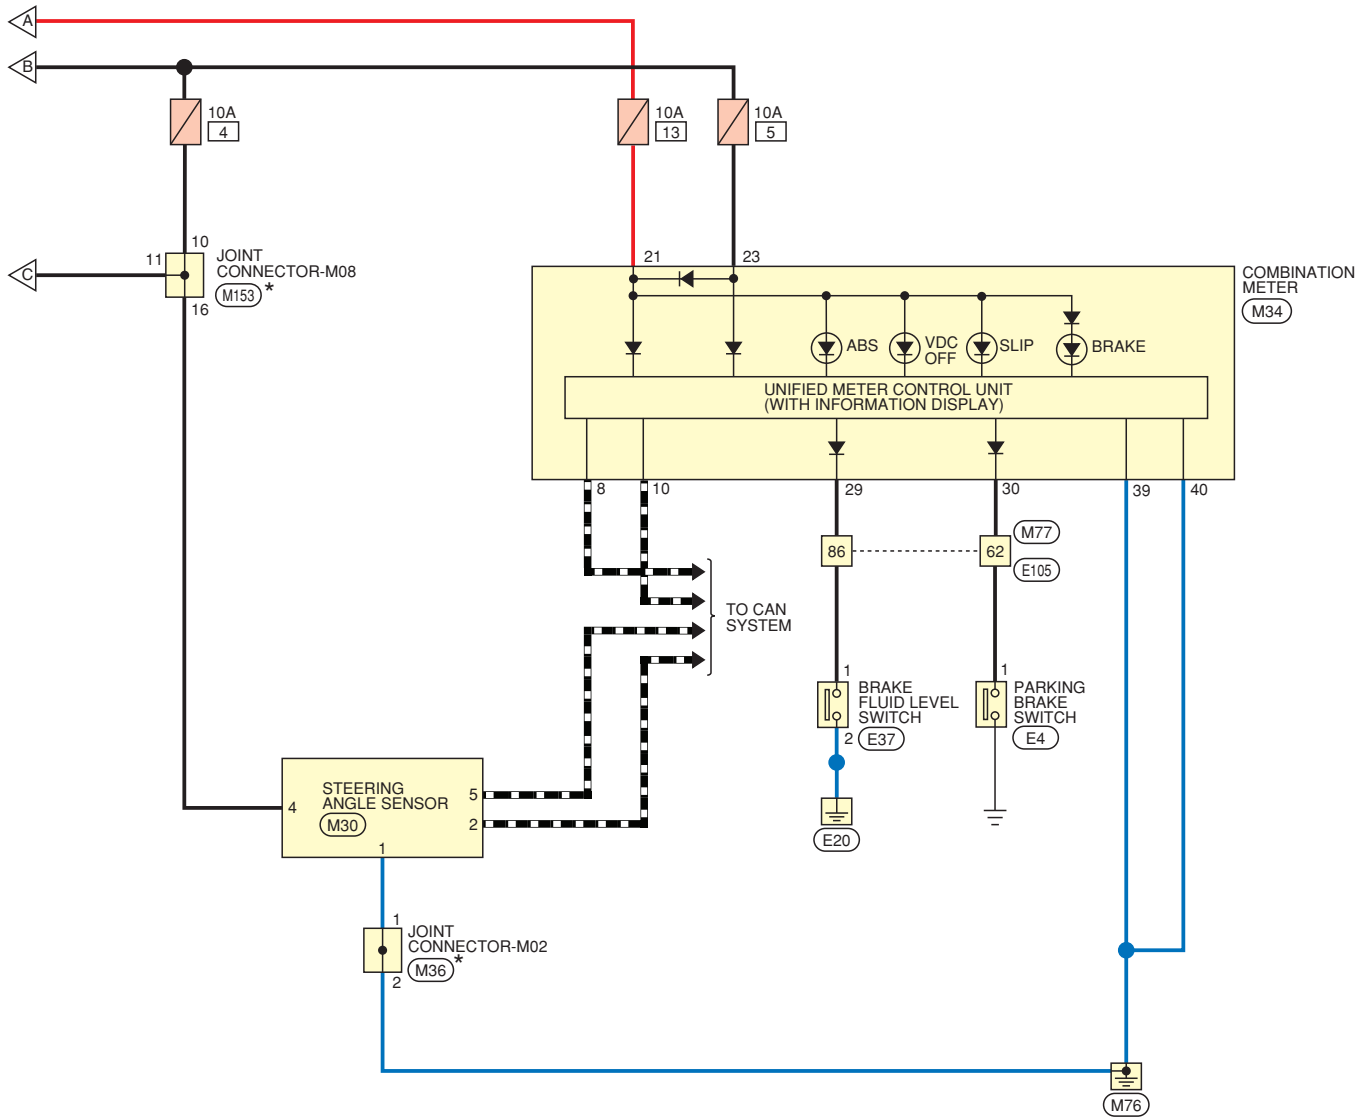 A
B
10A
4
10A
13
10A
5
10
11
JOINT
CONNECTOR-M08
M153 *
C
16
21
23
COMBINATION
METER
M34
ABS
VDC
OFF
SLIP
BRAKE
UNIFIED METER CONTROL UNIT
(WITH INFORMATION DISPLAY)
8
10
29
30
39
40
86
62
M77
E105
TO CAN
SYSTEM
1
BRAKE
FLUID LEVEL
SWITCH
2
E37
1
PARKING
BRAKE
SWITCH
E4
E20
STEERING
ANGLE SENSOR
M30
4
5
2
1
1
JOINT
CONNECTOR-M02
M36 *
2
M76